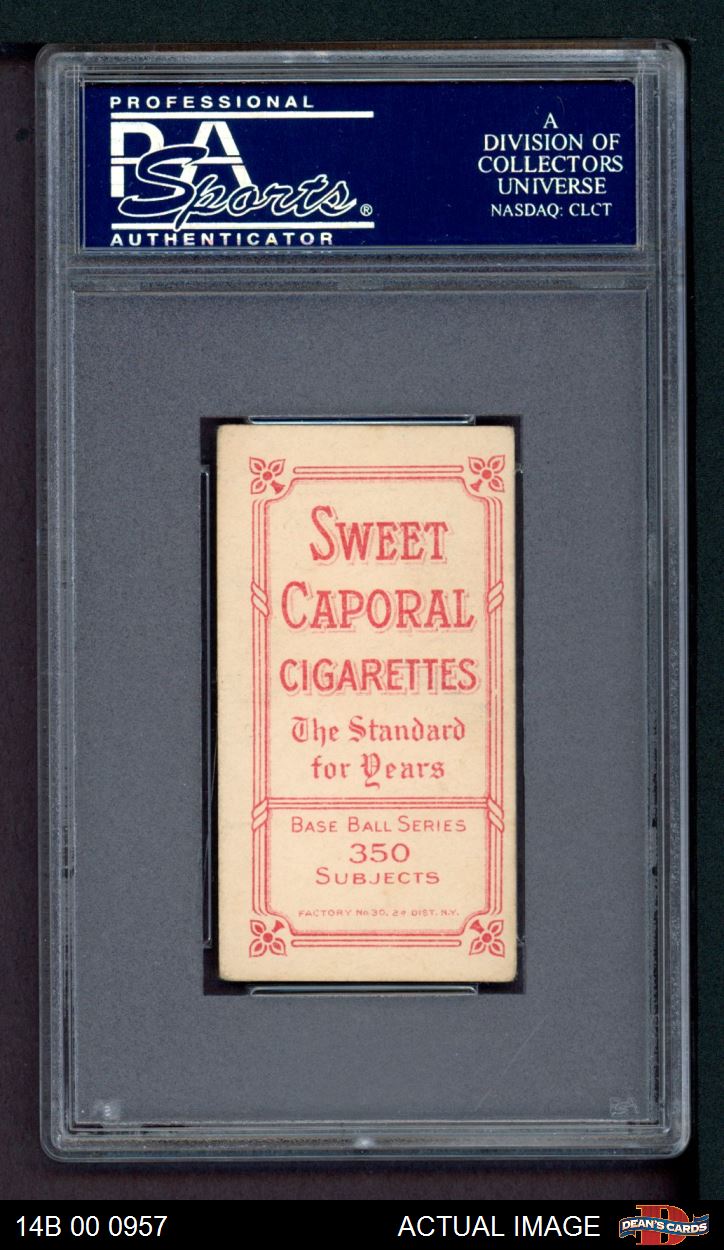 PROFESSIONAL
PSA
Sports®
AUTHENTICATOR
A
DIVISION OF
COLLECTORS
UNIVERSE
NASDAQ: CLCT
SWEET
CAPORAL
CIGARETTES
The Standard
for Years
BASE BALL SERIES
350
SUBJECTS
FACTORY No 30, 2d DIST. N.Y.
14B 00 0957
ACTUAL IMAGE
DEAN'S CARDS